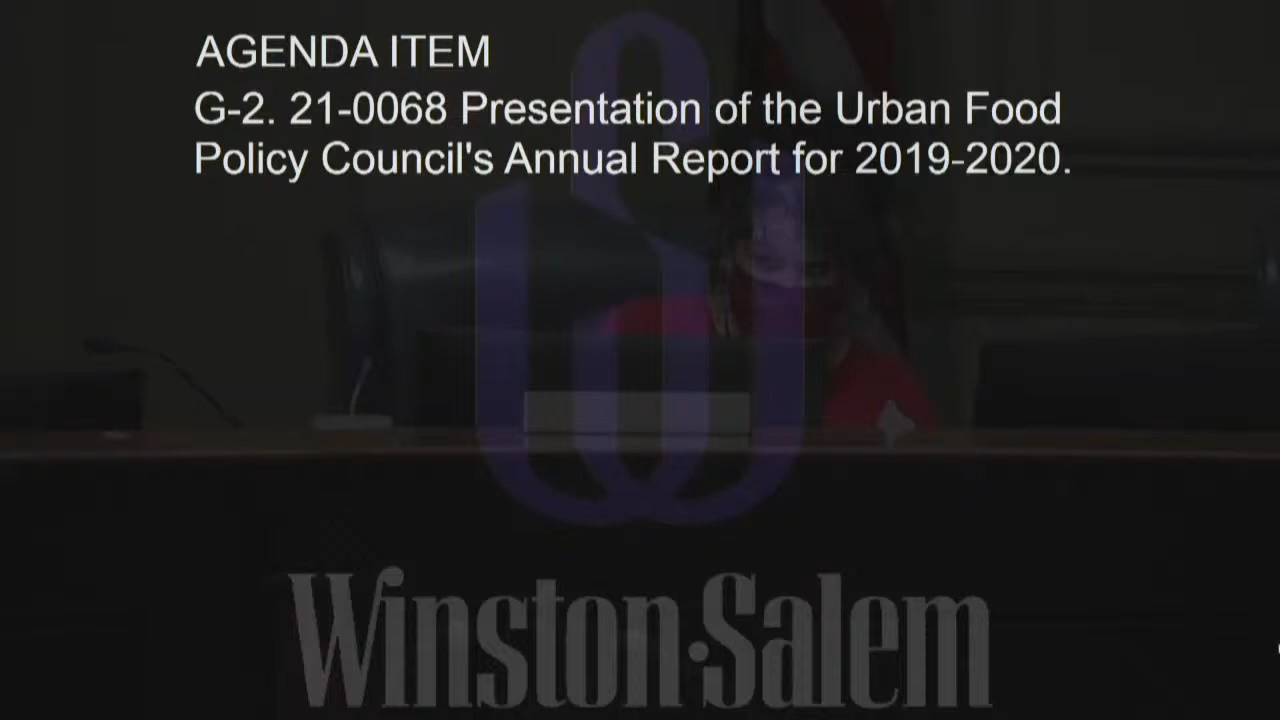 AGENDA ITEM
G-2. 21-0068 Presentation of the Urban Food
Policy Council's Annual Report for 2019-2020.
Winston·Salem